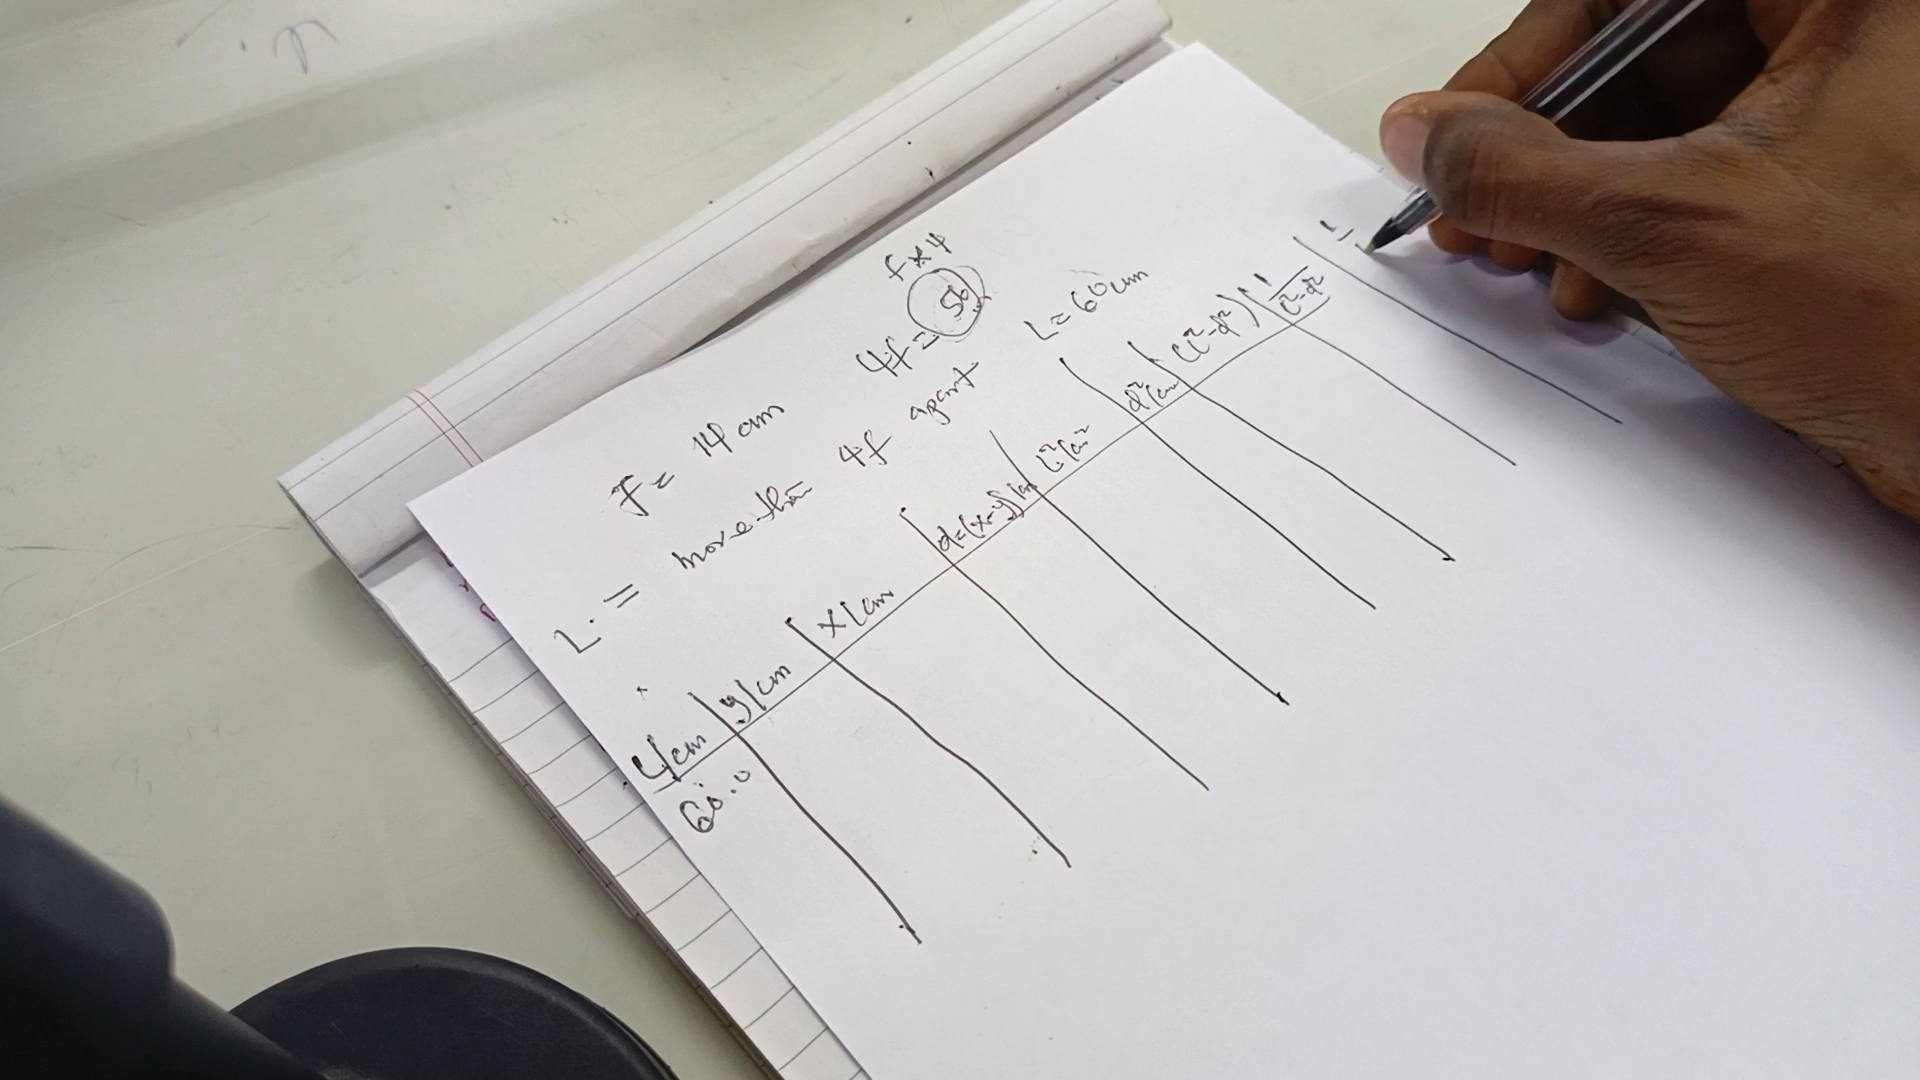 f x 4
4f = 56
F = 14 cm
L = more than 4f apart
L = 60 cm
L/cm y/cm x/cm d=(x-y)/cm L²/cm² d²/cm (L²-d²) 1/(L²-d²)
60.0